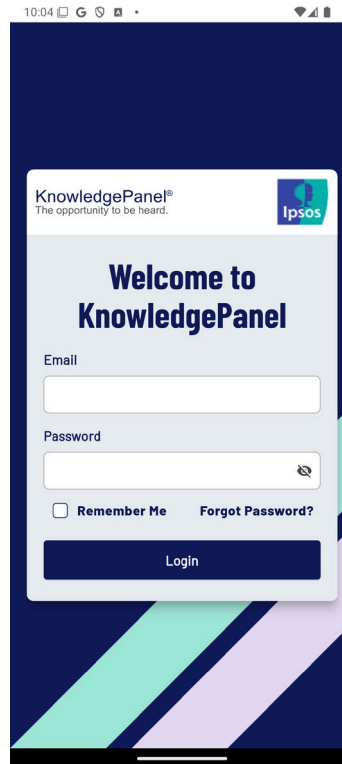 10:04
KnowledgePanel®
The opportunity to be heard.
Ipsos
Welcome to
KnowledgePanel
Email
Password
Remember Me Forgot Password?
Login